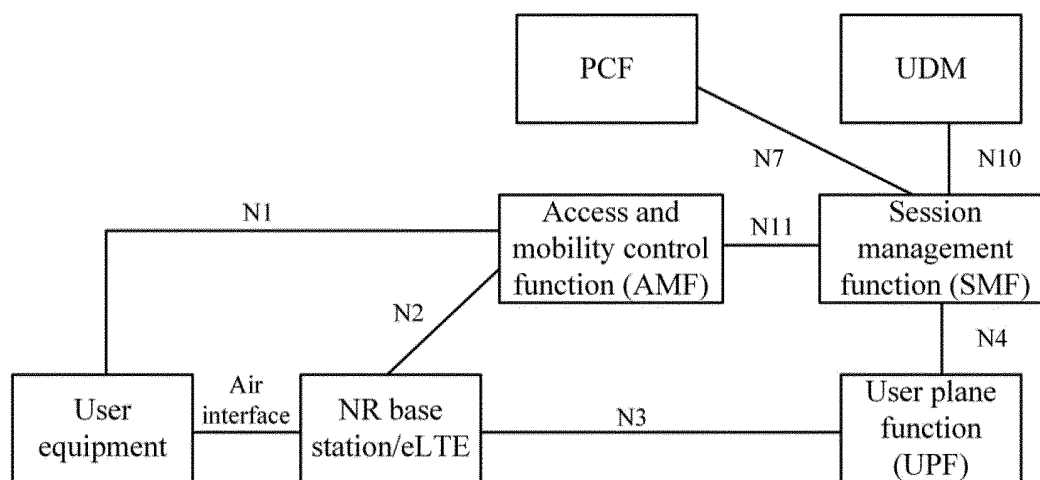 PCF
UDM
N7
N10
N1
Access and
mobility control
function (AMF)
N11
Session
management
function (SMF)
N2
N4
User
equipment
Air
interface
NR base
station/eLTE
N3
User plane
function
(UPF)